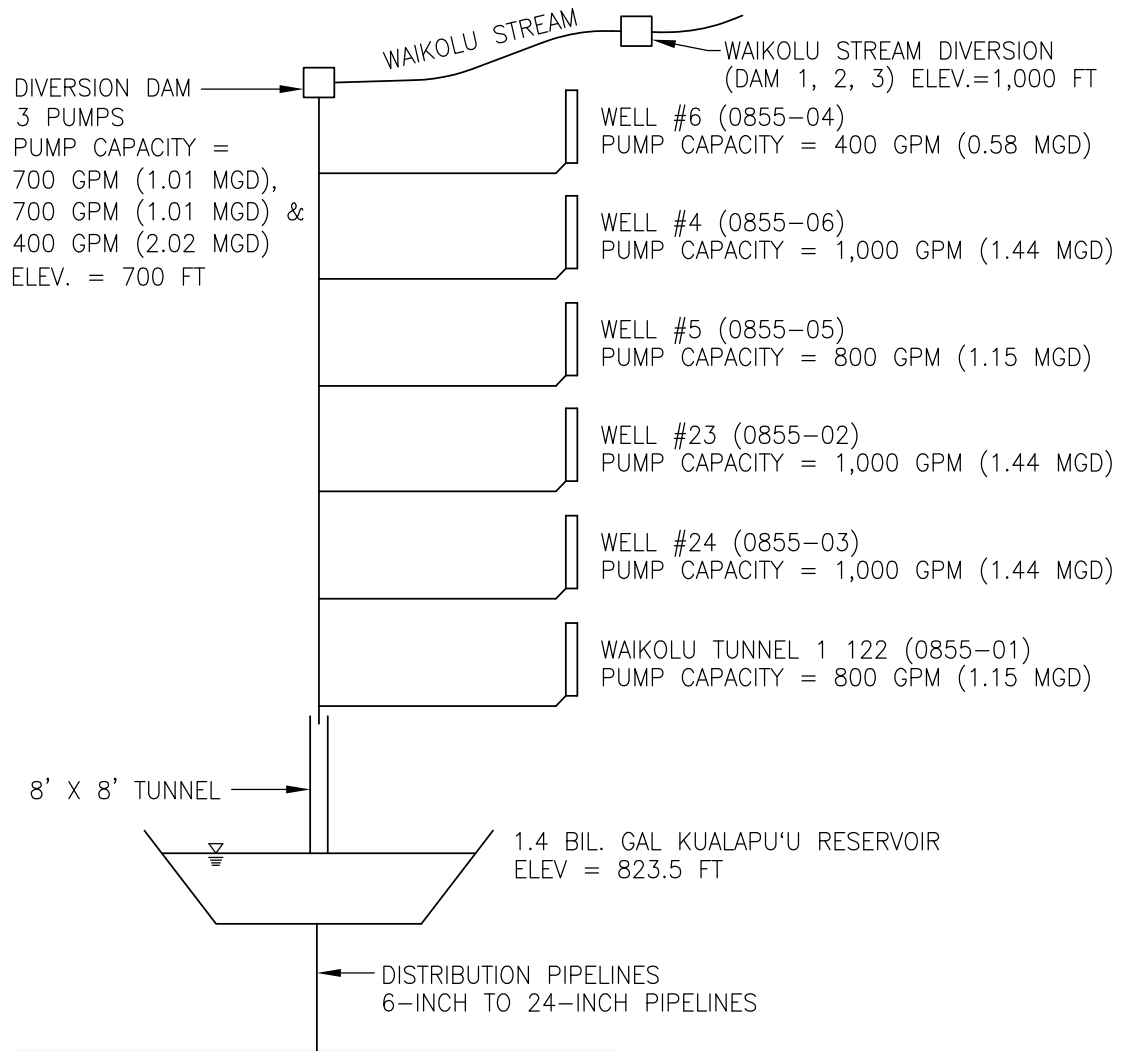 WAIKOLU STREAM
WAIKOLU STREAM DIVERSION
(DAM 1, 2, 3) ELEV.=1,000 FT
DIVERSION DAM
3 PUMPS
PUMP CAPACITY =
700 GPM (1.01 MGD),
700 GPM (1.01 MGD) &
400 GPM (2.02 MGD)
ELEV. = 700 FT
WELL #6 (0855-04)
PUMP CAPACITY = 400 GPM (0.58 MGD)
WELL #4 (0855-06)
PUMP CAPACITY = 1,000 GPM (1.44 MGD)
WELL #5 (0855-05)
PUMP CAPACITY = 800 GPM (1.15 MGD)
WELL #23 (0855-02)
PUMP CAPACITY = 1,000 GPM (1.44 MGD)
WELL #24 (0855-03)
PUMP CAPACITY = 1,000 GPM (1.44 MGD)
WAIKOLU TUNNEL 1 122 (0855-01)
PUMP CAPACITY = 800 GPM (1.15 MGD)
8' X 8' TUNNEL
1.4 BIL. GAL KUALAPU‘U RESERVOIR
ELEV = 823.5 FT
DISTRIBUTION PIPELINES
6-INCH TO 24-INCH PIPELINES